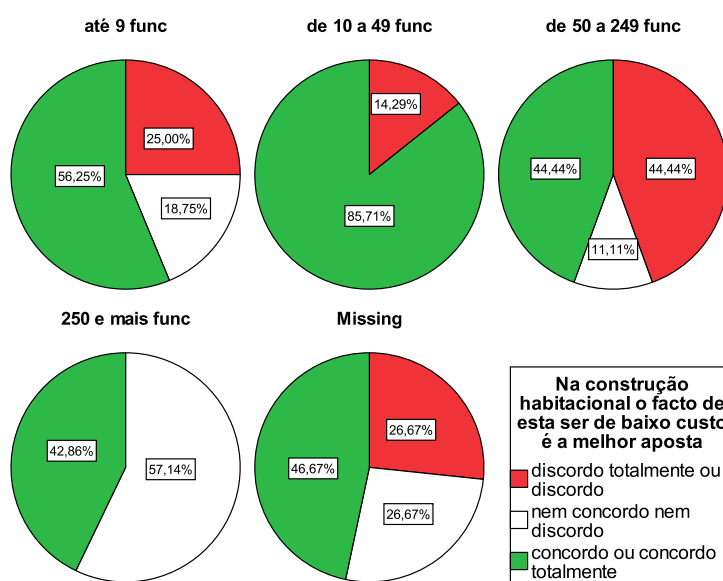 até 9 func
de 10 a 49 func
de 50 a 249 func
25,00%
56,25%
18,75%
14,29%
85,71%
44,44%
44,44%
11,11%
250 e mais func
Missing
42,86%
57,14%
26,67%
46,67%
26,67%
Na construção
habitacional o facto de
esta ser de baixo custo
é a melhor aposta
discordo totalmente ou
discordo
nem concordo nem
discordo
concordo ou concordo
totalmente